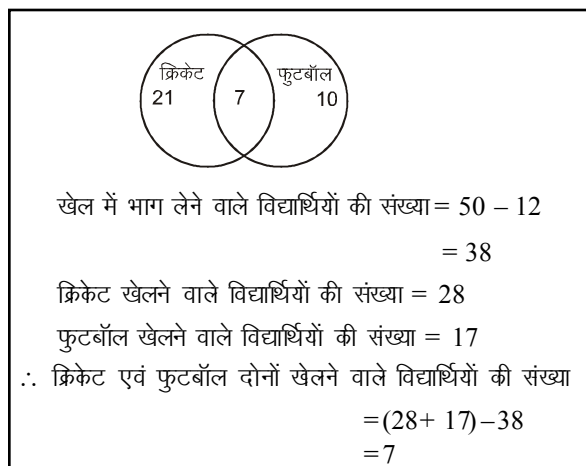 क्रिकेट फुटबॉल
21 7 10
खेल में भाग लेने वाले विद्यार्थियों की संख्या = 50 – 12
= 38
क्रिकेट खेलने वाले विद्यार्थियों की संख्या = 28
फुटबॉल खेलने वाले विद्यार्थियों की संख्या = 17
∴ क्रिकेट एवं फुटबॉल दोनों खेलने वाले विद्यार्थियों की संख्या
=(28+ 17)–38
=7